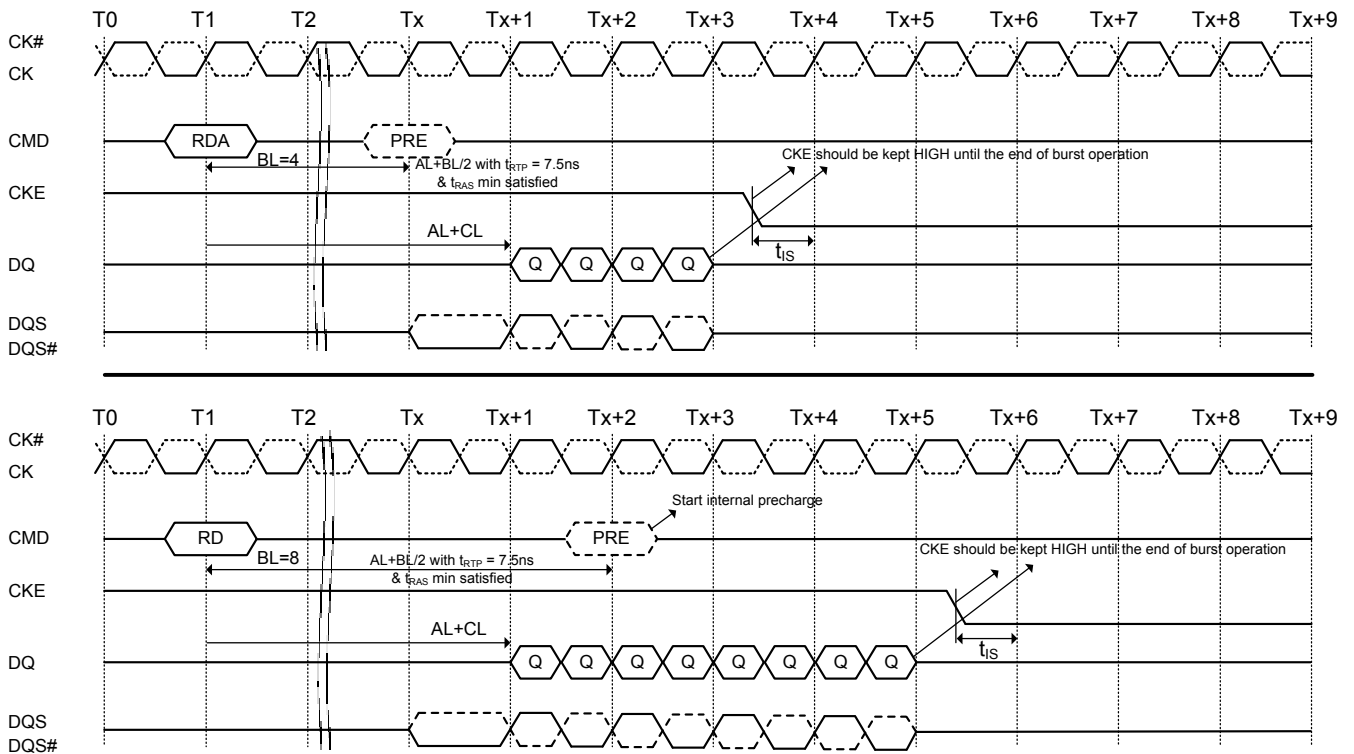 T0 T1 T2 Tx Tx+1 Tx+2 Tx+3 Tx+4 Tx+5 Tx+6 Tx+7 Tx+8 Tx+9
CK#
CK
CMD RDA PRE
BL=4 AL+BL/2 with tRTP = 7.5ns
& tRAS min satisfied
CKE should be kept HIGH until the end of burst operation
CKE
AL+CL
tIS
DQ Q Q Q Q
DQS
DQS#
T0 T1 T2 Tx Tx+1 Tx+2 Tx+3 Tx+4 Tx+5 Tx+6 Tx+7 Tx+8 Tx+9
CK#
CK
Start internal precharge
CMD RD PRE
BL=8 AL+BL/2 with tRTP = 7.5ns
& tRAS min satisfied
CKE should be kept HIGH until the end of burst operation
CKE
AL+CL
tIS
DQ Q Q Q Q Q Q Q Q
DQS
DQS#